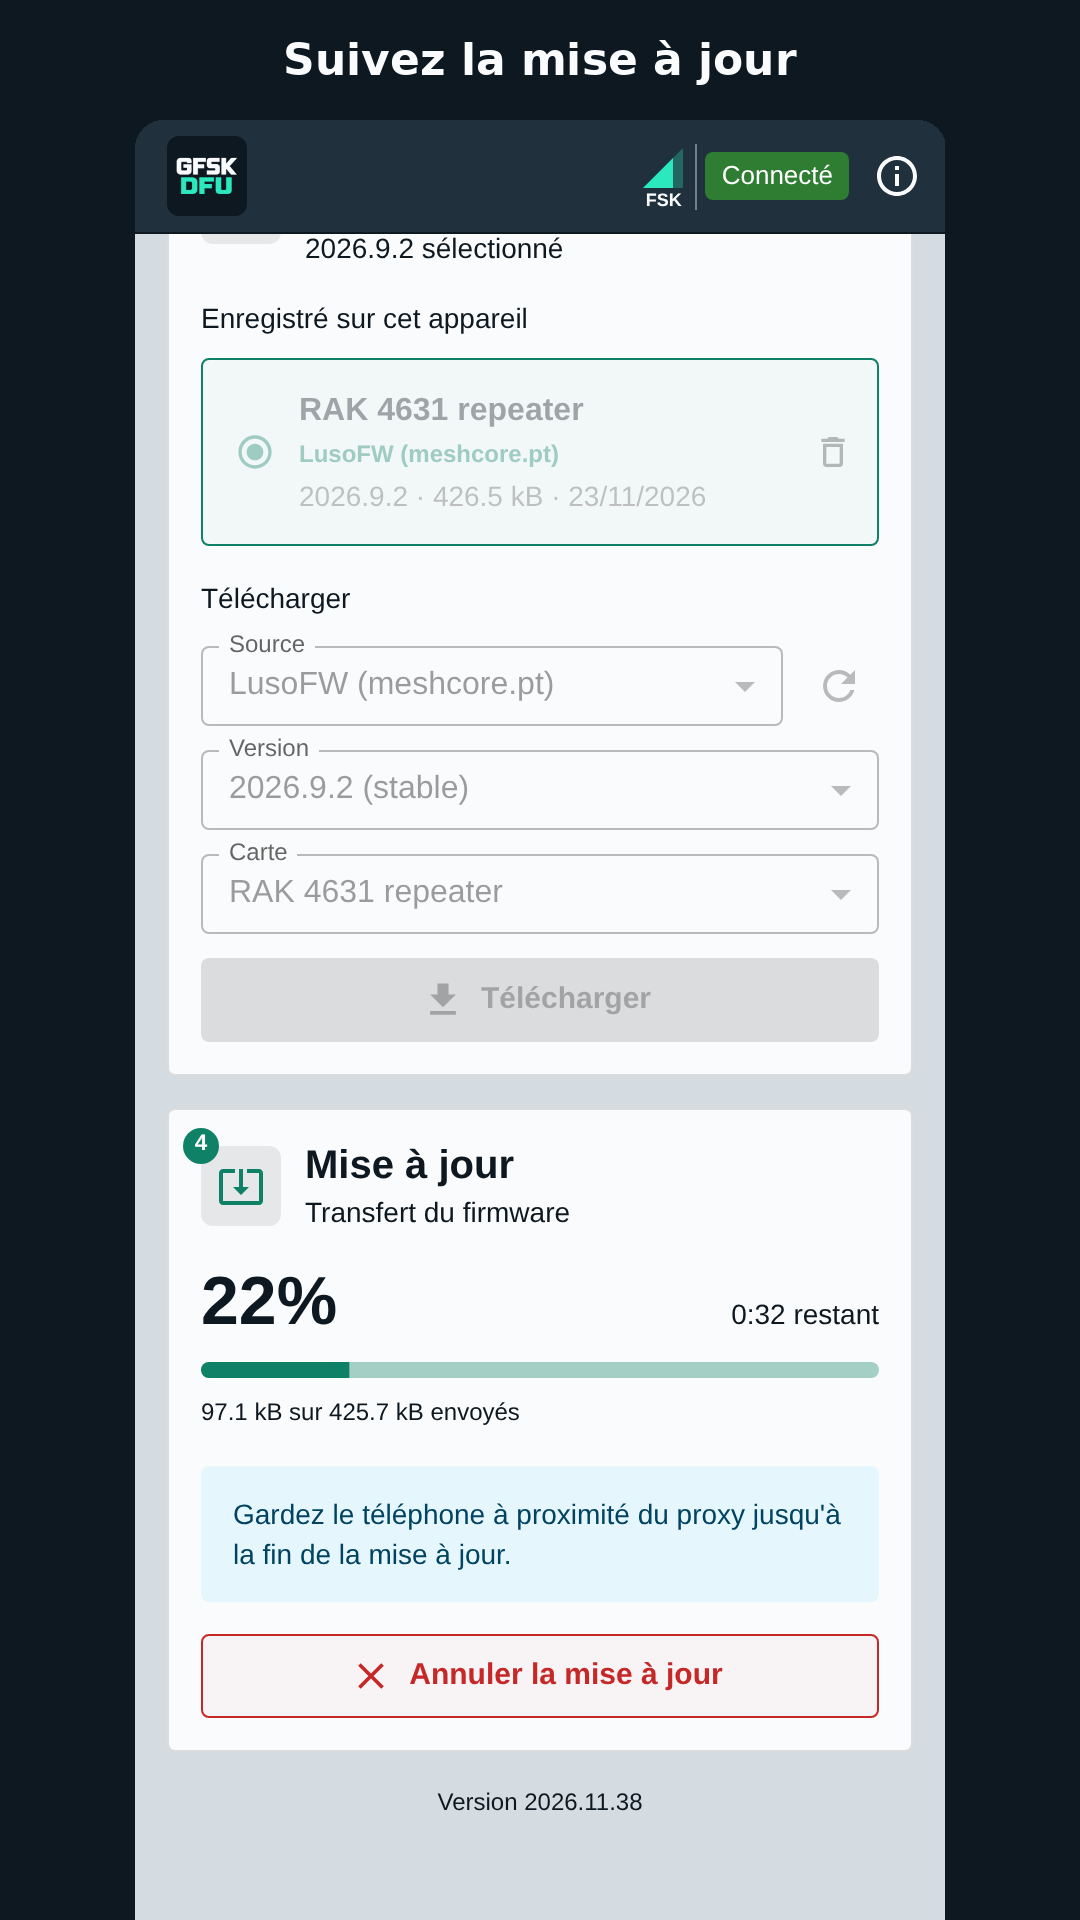 Suivez la mise à jour
GFSK
DFU
FSK
Connecté
2026.9.2 sélectionné
Enregistré sur cet appareil
RAK 4631 repeater
LusoFW (meshcore.pt)
2026.9.2 · 426.5 kB · 23/11/2026
Télécharger
Source
LusoFW (meshcore.pt)
Version
2026.9.2 (stable)
Carte
RAK 4631 repeater
Télécharger
4
Mise à jour
Transfert du firmware
22%
0:32 restant
97.1 kB sur 425.7 kB envoyés
Gardez le téléphone à proximité du proxy jusqu'à
la fin de la mise à jour.
Annuler la mise à jour
Version 2026.11.38